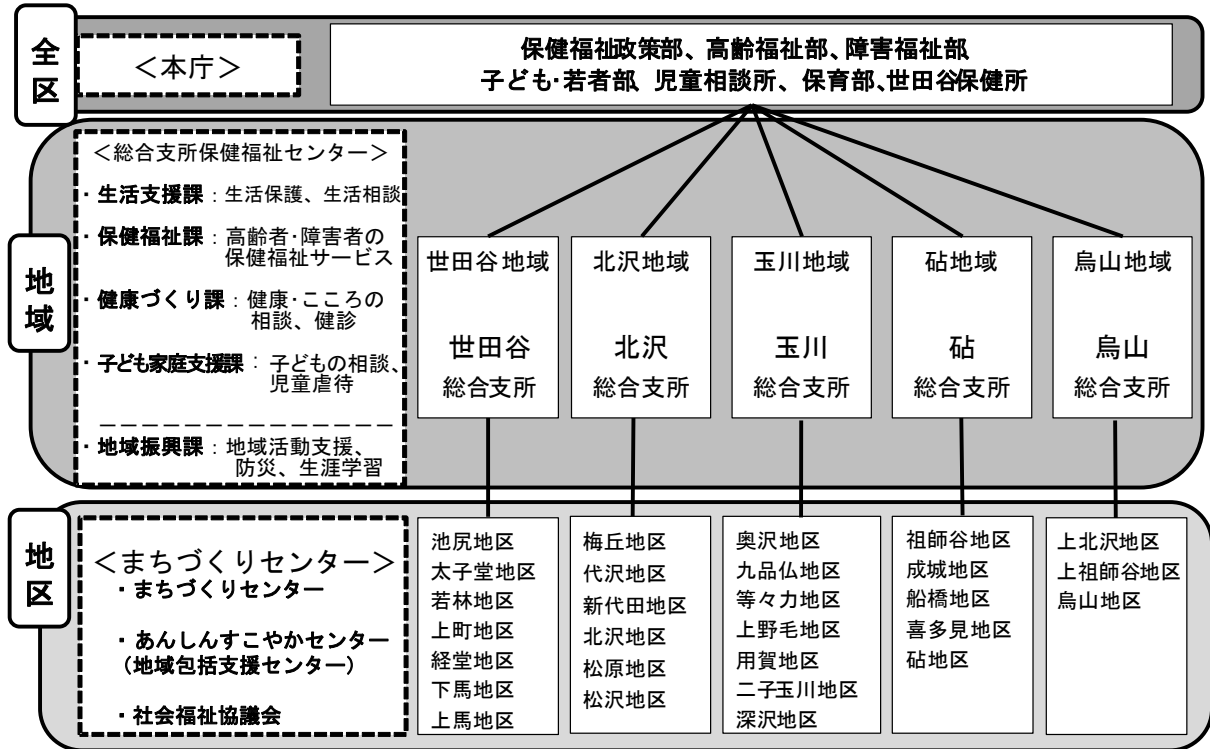 全区
＜本庁＞
保健福祉政策部、高齢福祉部、障害福祉部、
子ども・若者部、児童相談所、保育部、世田谷保健所
地域
＜総合支所保健福祉センター＞
・生活支援課：生活保護、生活相談
・保健福祉課：高齢者・障害者の
保健福祉サービス
・健康づくり課：健康・こころの
相談、健診
・子ども家庭支援課：子どもの相談、
児童虐待
・地域振興課：地域活動支援、
防災、生涯学習
世田谷地域
世田谷
総合支所
北沢地域
北沢
総合支所
玉川地域
玉川
総合支所
砧地域
砧
総合支所
烏山地域
烏山
総合支所
地区
＜まちづくりセンター＞
・まちづくりセンター
・あんしんすこやかセンター
（地域包括支援センター）
・社会福祉協議会
池尻地区
太子堂地区
若林地区
上町地区
経堂地区
下馬地区
上馬地区
梅丘地区
代沢地区
新代田地区
北沢地区
松原地区
松沢地区
奥沢地区
九品仏地区
等々力地区
上野毛地区
用賀地区
二子玉川地区
深沢地区
祖師谷地区
成城地区
船橋地区
喜多見地区
砧地区
上北沢地区
上祖師谷地区
烏山地区